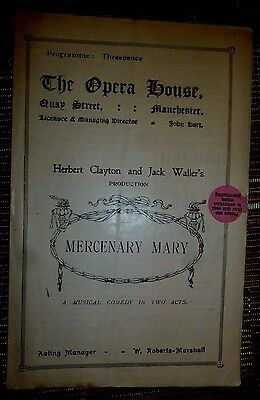 Programme : Threepence
The Opera House,
Quay Street, : : Manchester.
Licensee & Managing Director - John Hart.
Herbert Clayton and Jack Waller's
PRODUCTION
MERCENARY MARY
A MUSICAL COMEDY IN TWO ACTS.
Acting Manager - - W. Roberts-Marshall